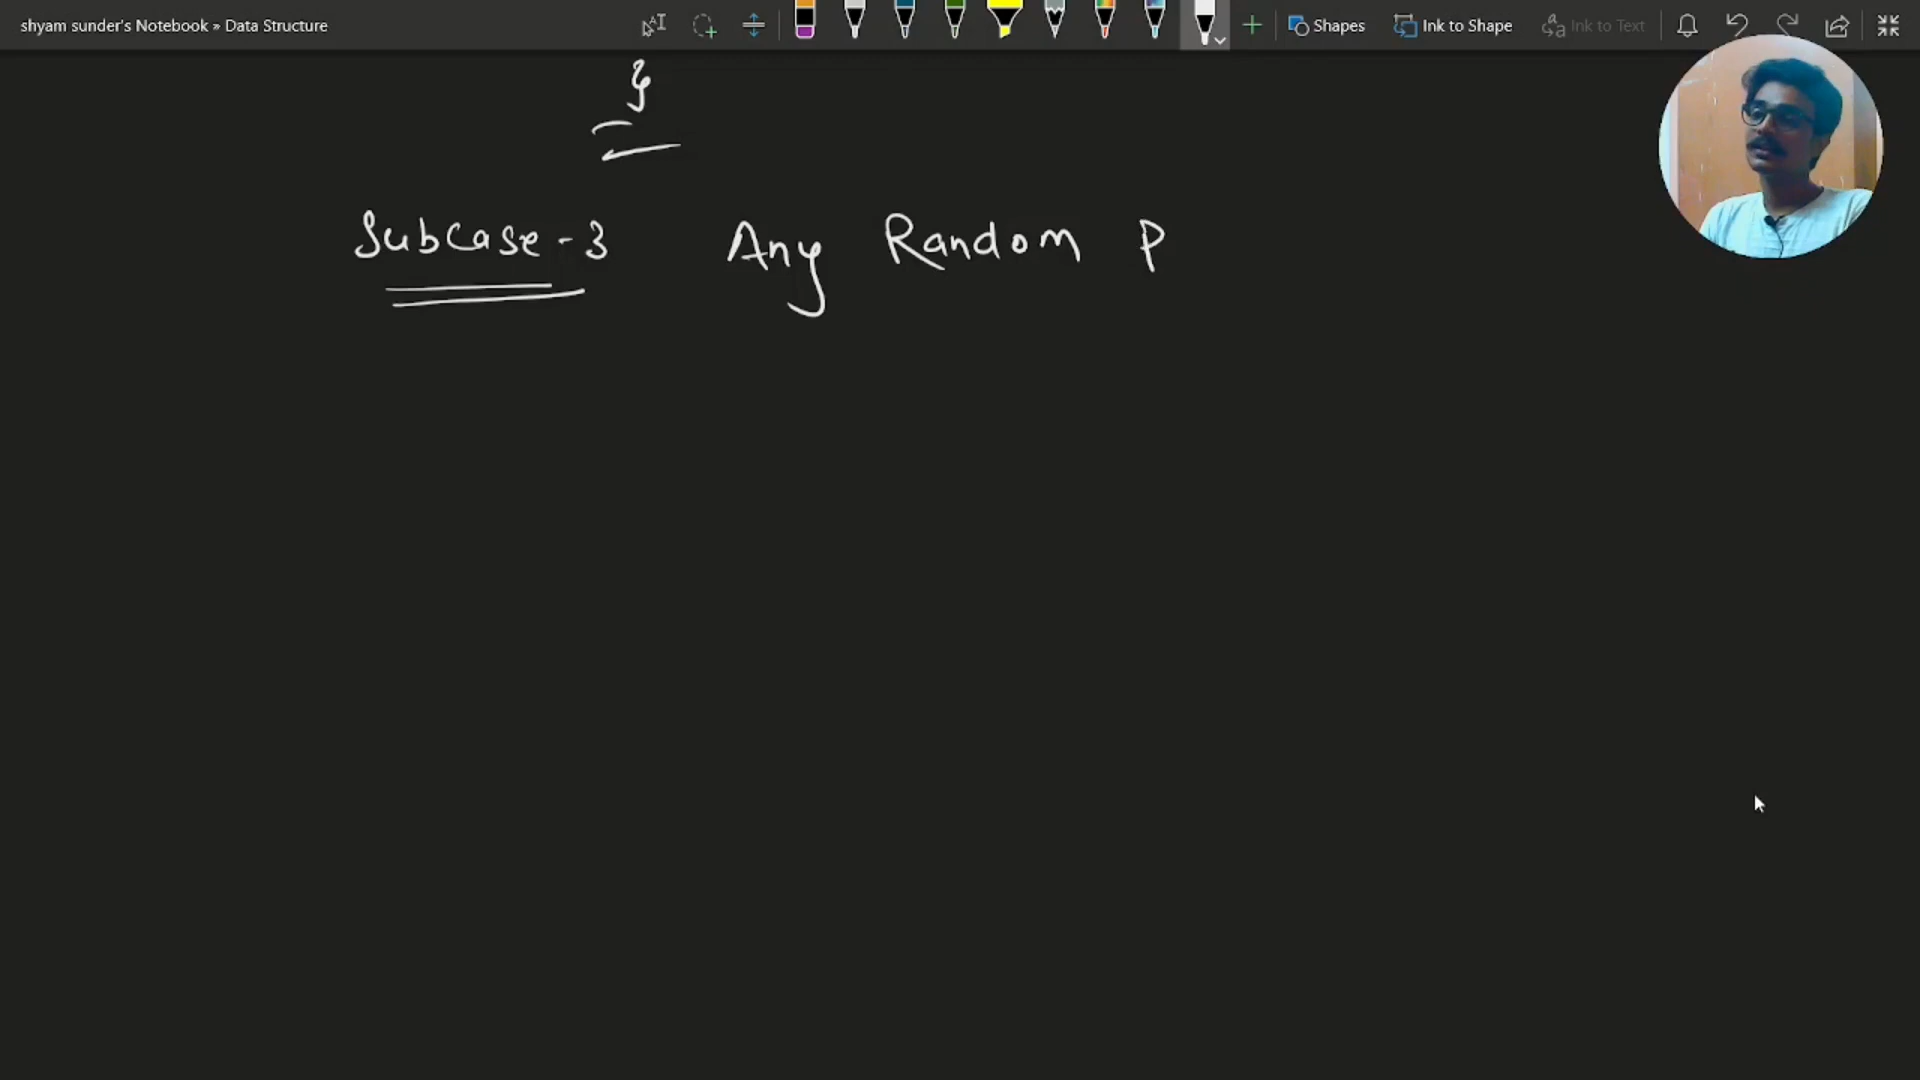 shyam sunder's Notebook » Data Structure
Shapes
Ink to Shape
Ink to Text
}
Subcase - 3 Any Random P